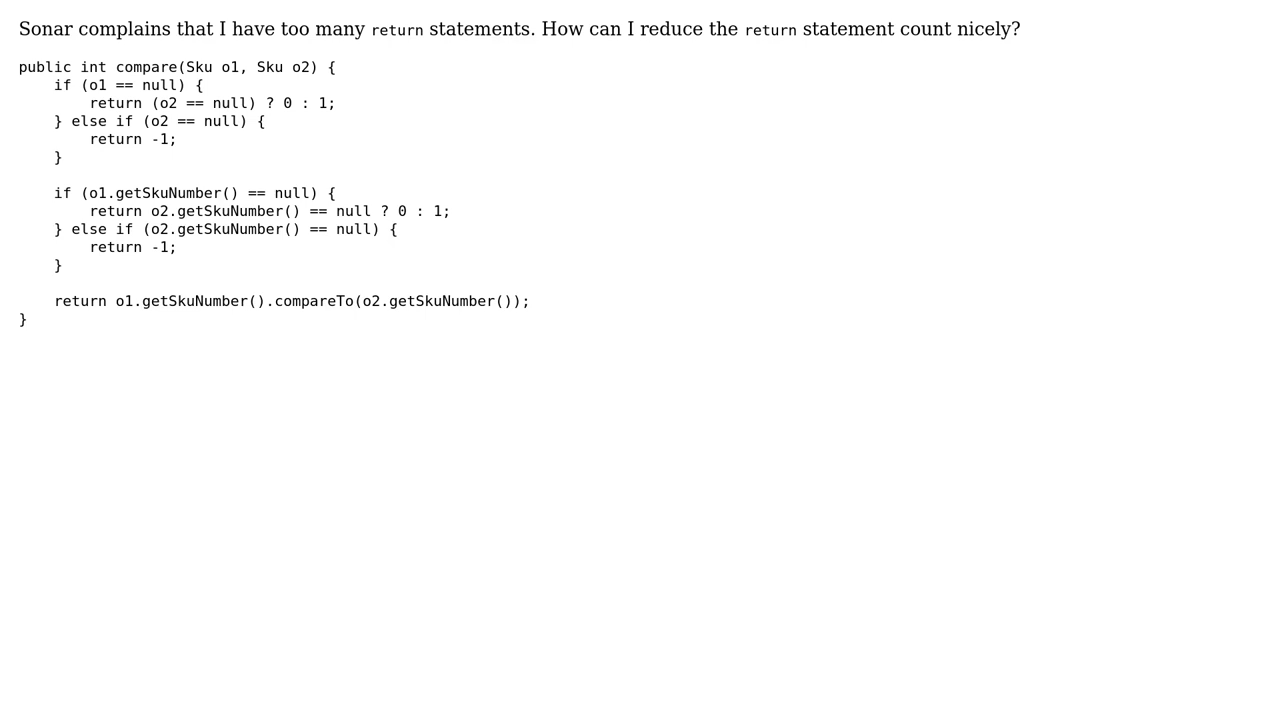 Sonar complains that I have too many return statements. How can I reduce the return statement count nicely?
public int compare(Sku o1, Sku o2) {
    if (o1 == null) {
        return (o2 == null) ? 0 : 1;
    } else if (o2 == null) {
        return -1;
    }

    if (o1.getSkuNumber() == null) {
        return o2.getSkuNumber() == null ? 0 : 1;
    } else if (o2.getSkuNumber() == null) {
        return -1;
    }

    return o1.getSkuNumber().compareTo(o2.getSkuNumber());
}